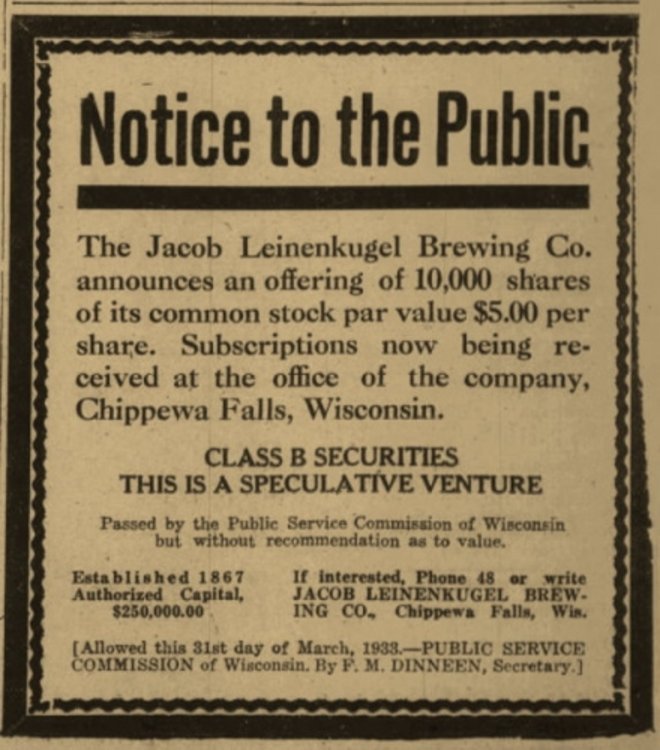 Notice to the Public
The Jacob Leinenkugel Brewing Co.
announces an offering of 10,000 shares
of its common stock par value $5.00 per
share. Subscriptions now being re-
ceived at the office of the company,
Chippewa Falls, Wisconsin.
CLASS B SECURITIES
THIS IS A SPECULATIVE VENTURE
Passed by the Public Service Commission of Wisconsin
but without recommendation as to value.
Established 1867
Authorized Capital,
$250,000.00
If interested, Phone 48 or write
JACOB LEINENKUGEL BREW-
ING CO., Chippewa Falls, Wis.
[Allowed this 31st day of March, 1933.—PUBLIC SERVICE
COMMISSION of Wisconsin. By F. M. DINNEEN, Secretary.]